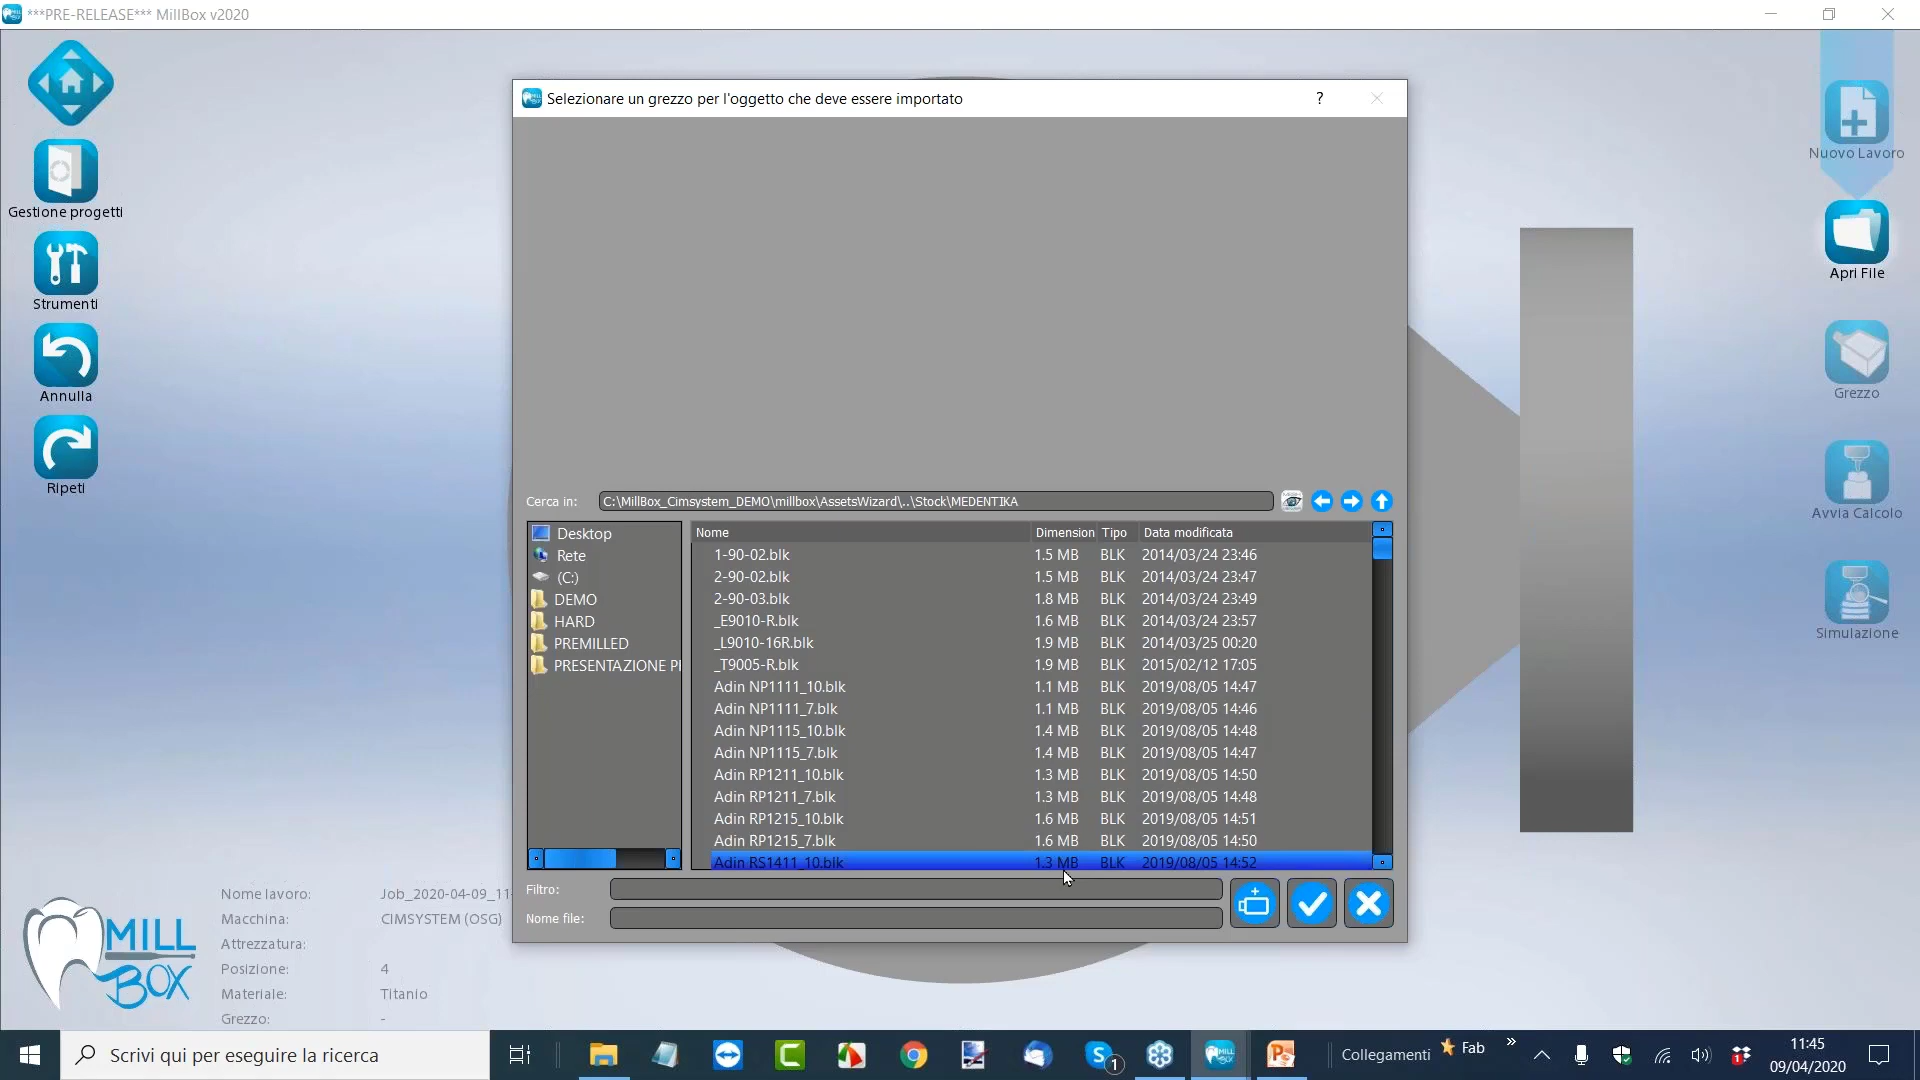 ***PRE-RELEASE*** MillBox v2020
Gestione progetti
Strumenti
Annulla
Ripeti
Selezionare un grezzo per l'oggetto che deve essere importato
?
Cerca in:
C:\MillBox_Cimsystem_DEMO\millbox\AssetsWizard\..\Stock\MEDENTIKA
Desktop
Rete
(C:)
DEMO
HARD
PREMILLED
PRESENTAZIONE
Nome Dimension Tipo Data modificata
1-90-02.blk 1.5 MB BLK 2014/03/24 23:46
2-90-02.blk 1.5 MB BLK 2014/03/24 23:47
2-90-03.blk 1.8 MB BLK 2014/03/24 23:49
_E9010-R.blk 1.6 MB BLK 2014/03/24 23:57
_L9010-16R.blk 1.9 MB BLK 2014/03/25 00:20
_T9005-R.blk 1.9 MB BLK 2015/02/12 17:05
Adin NP1111_10.blk 1.1 MB BLK 2019/08/05 14:47
Adin NP1111_7.blk 1.1 MB BLK 2019/08/05 14:46
Adin NP1115_10.blk 1.4 MB BLK 2019/08/05 14:48
Adin NP1115_7.blk 1.4 MB BLK 2019/08/05 14:47
Adin RP1211_10.blk 1.3 MB BLK 2019/08/05 14:50
Adin RP1211_7.blk 1.3 MB BLK 2019/08/05 14:48
Adin RP1215_10.blk 1.6 MB BLK 2019/08/05 14:51
Adin RP1215_7.blk 1.6 MB BLK 2019/08/05 14:50
Adin RS1411_10.blk 1.3 MB BLK 2019/08/05 14:52
Filtro:
Nome file:
Nuovo Lavoro
Apri File
Grezzo
Avvia Calcolo
Simulazione
MILL
BOX
Nome lavoro: Job_2020-04-09_11-
Macchina: CIMSYSTEM (OSG)
Attrezzatura:
Posizione: 4
Materiale: Titanio
Grezzo: -
Scrivi qui per eseguire la ricerca
1
Collegamenti
Fab
»
11:45
09/04/2020